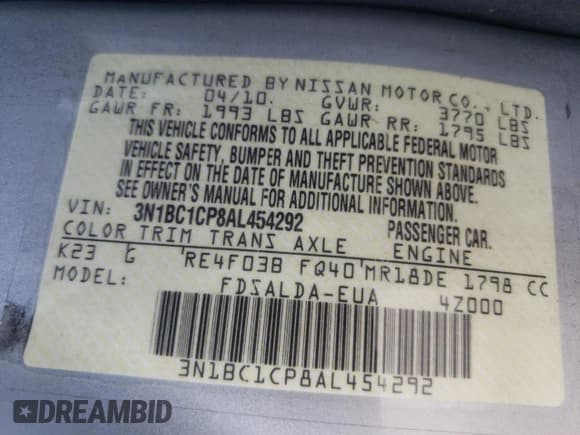 MANUFACTURED BY NISSAN MOTOR CO., LTD.
DATE: 04/10. GVWR: 3770 LBS
GAWR FR: 1993 LBS GAWR RR: 1795 LBS
THIS VEHICLE CONFORMS TO ALL APPLICABLE FEDERAL MOTOR
VEHICLE SAFETY, BUMPER AND THEFT PREVENTION STANDARDS
IN EFFECT ON THE DATE OF MANUFACTURE SHOWN ABOVE.
SEE OWNER'S MANUAL FOR ADDITIONAL INFORMATION.
VIN: 3N1BC1CP8AL454292 PASSENGER CAR.
COLOR TRIM TRANS AXLE ENGINE
K23 G RE4F03B FQ40 MR18DE 1798 CC
MODEL: FDSALDA-EUA 4Z000
3N1BC1CP8AL454292
DREAMBID